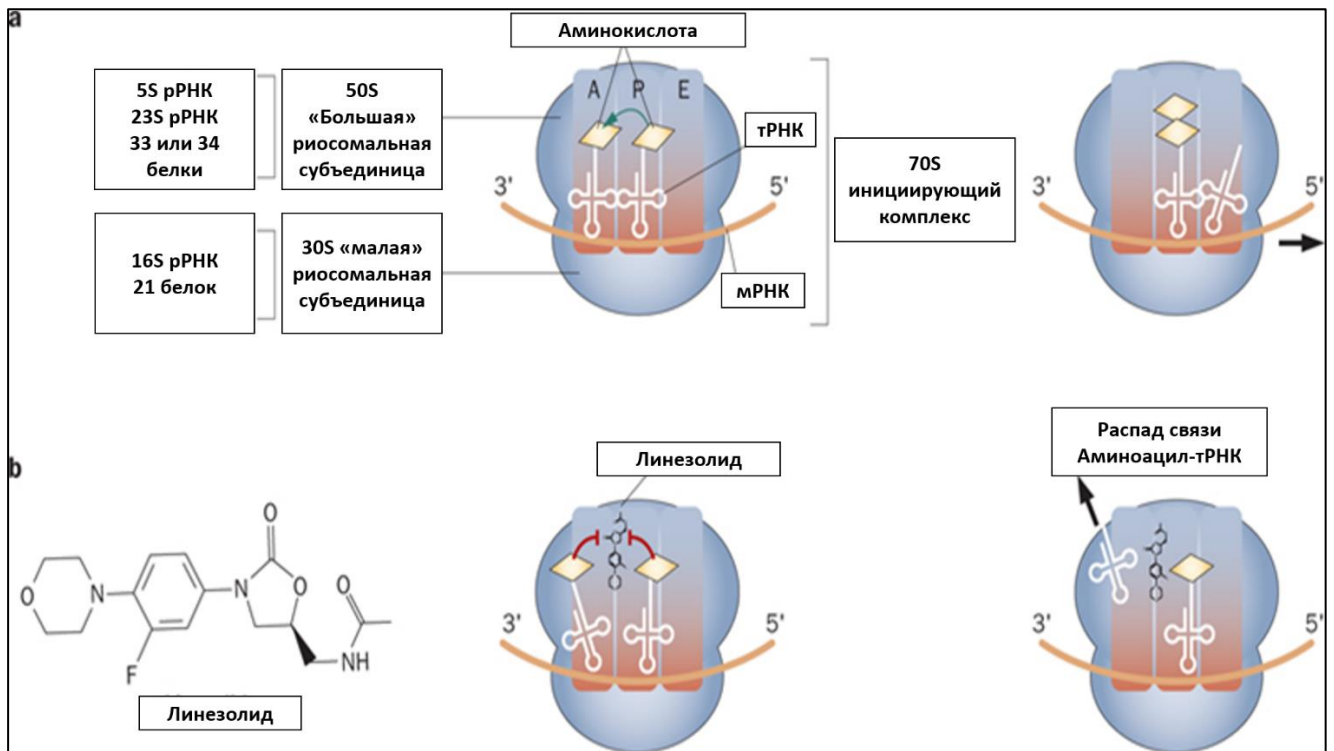 a
Аминокислота
5S рРНК
23S рРНК
33 или 34
белки
50S
«Большая»
риосомальная
субъединица
A P E
тРНК
3'
5'
70S
инициирующий
комплекс
5'
3'
16S рРНК
21 белок
30S «малая»
риосомальная
субъединица
мРНК
b
Линезолид
Распад связи
Аминоацил-тРНК
O
O
O
N
N
O
F
NH
3'
5'
3'
5'
Линезолид